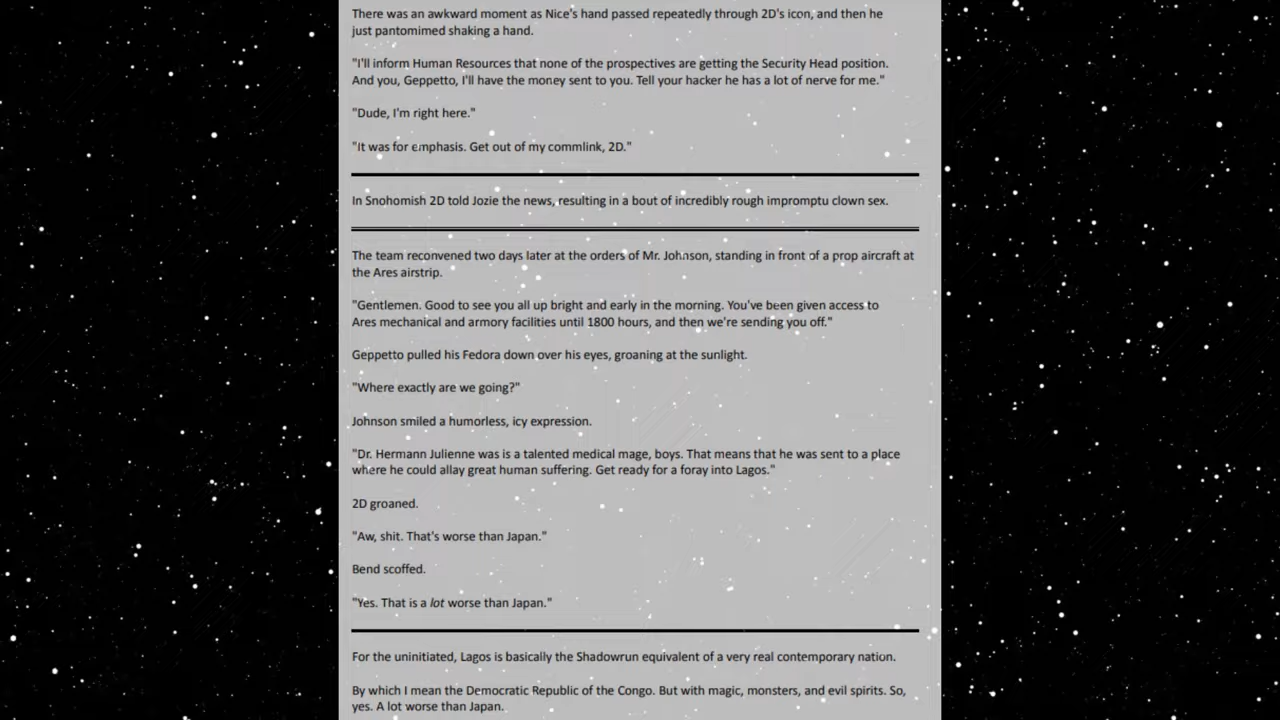 There was an awkward moment as Nice's hand passed repeatedly through 2D's icon, and then he
just pantomimed shaking a hand.
"I'll inform Human Resources that none of the prospectives are getting the Security Head position.
And you, Geppetto, I'll have the money sent to you. Tell your hacker he has a lot of nerve for me."
"Dude, I'm right here."
"It was for emphasis. Get out of my commlink, 2D."
In Snohomish 2D told Jozie the news, resulting in a bout of incredibly rough impromptu clown sex.
The team reconvened two days later at the orders of Mr. Johnson, standing in front of a prop aircraft at
the Ares airstrip.
"Gentlemen. Good to see you all up bright and early in the morning. You've been given access to
Ares mechanical and armory facilities until 1800 hours, and then we're sending you off."
Geppetto pulled his Fedora down over his eyes, groaning at the sunlight.
"Where exactly are we going?"
Johnson smiled a humorless, icy expression.
"Dr. Hermann Julienne was is a talented medical mage, boys. That means that he was sent to a place
where he could allay great human suffering. Get ready for a foray into Lagos."
2D groaned.
"Aw, shit. That's worse than Japan."
Bend scoffed.
"Yes. That is a lot worse than Japan."
For the uninitiated, Lagos is basically the Shadowrun equivalent of a very real contemporary nation.
By which I mean the Democratic Republic of the Congo. But with magic, monsters, and evil spirits. So,
yes. A lot worse than Japan.